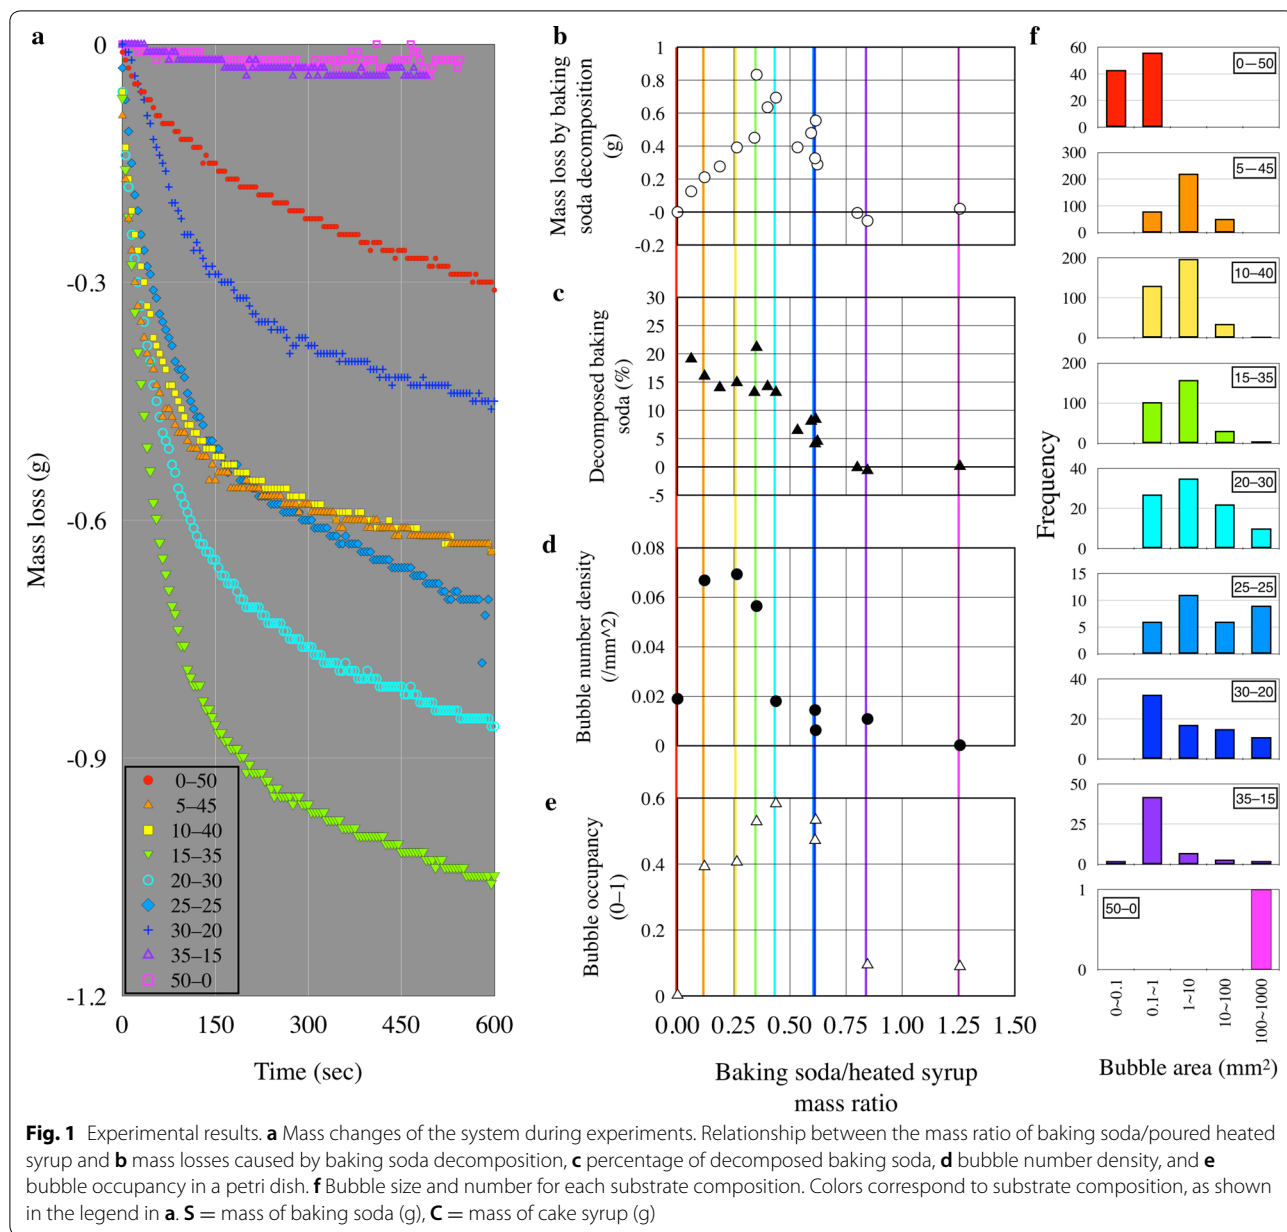 a
0
-0.3
-0.6
-0.9
-1.2
Mass loss (g)
0–50
5–45
10–40
15–35
20–30
25–25
30–20
35–15
50–0
0 150 300 450 600
Time (sec)
b
Mass loss by baking
soda decomposition
(g)
1
0.8
0.6
0.4
0.2
-0
-0.2
c
Decomposed baking
soda (%)
30
25
20
15
10
5
0
-5
d
Bubble number density
(/mm^2)
0.08
0.06
0.04
0.02
0
e
Bubble occupancy
(0–1)
0.6
0.4
0.2
0
0.00 0.25 0.50 0.75 1.00 1.25 1.50
Baking soda/heated syrup
mass ratio
f
Frequency
60
40
20
0
0—50
300
200
100
0
5—45
200
100
0
10–40
200
100
0
15–35
40
20
0
20–30
15
10
5
0
25–25
40
20
0
30–20
50
25
0
35–15
1
0
50–0
0~0.1 0.1~1 1~10 10~100 100~1000
Bubble area (mm²)
Fig. 1 Experimental results. a Mass changes of the system during experiments. Relationship between the mass ratio of baking soda/poured heated
syrup and b mass losses caused by baking soda decomposition, c percentage of decomposed baking soda, d bubble number density, and e
bubble occupancy in a petri dish. f Bubble size and number for each substrate composition. Colors correspond to substrate composition, as shown
in the legend in a. S = mass of baking soda (g), C = mass of cake syrup (g)